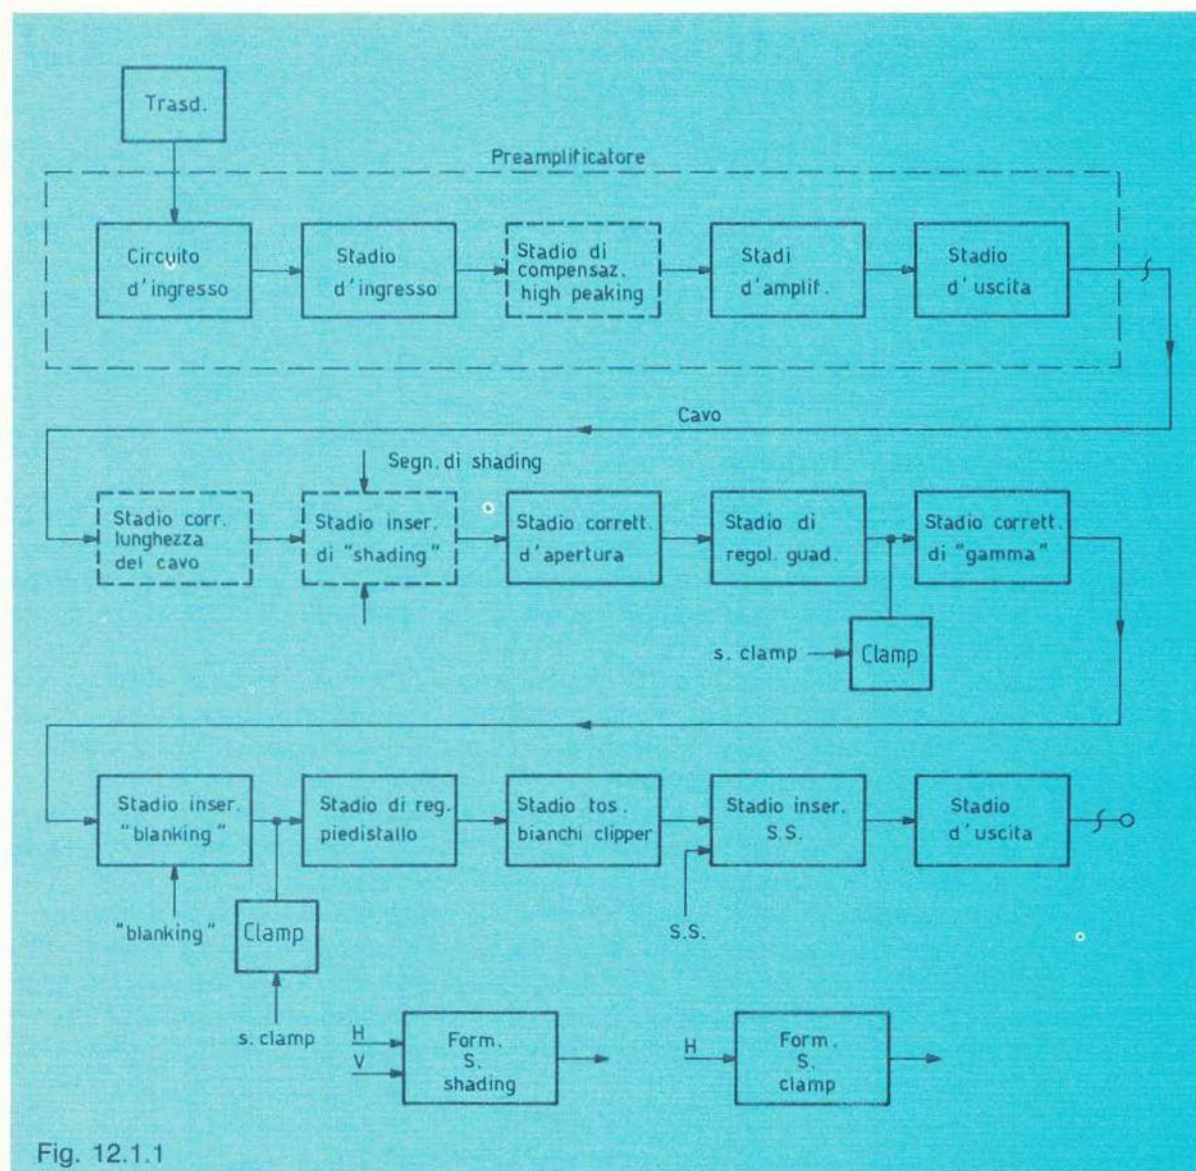 Trasd.
Preamplificatore
Circuito
d'ingresso
Stadio
d'ingresso
Stadio di
compensaz.
high peaking
Stadi
d'amplif.
Stadio
d'uscita
Cavo
Segn. di shading
Stadio corr.
lunghezza
del cavo
Stadio inser.
di "shading"
Stadio corrett.
d'apertura
Stadio di
regol. guad.
Stadio corrett.
di "gamma"
s. clamp
Clamp
Stadio inser.
"blanking"
Stadio di reg.
piedistallo
Stadio tos.
bianchi clipper
Stadio inser.
S.S.
Stadio
d'uscita
"blanking"
Clamp
S.S.
s. clamp
H
V
Form.
S.
shading
H
Form.
S.
clamp
Fig. 12.1.1